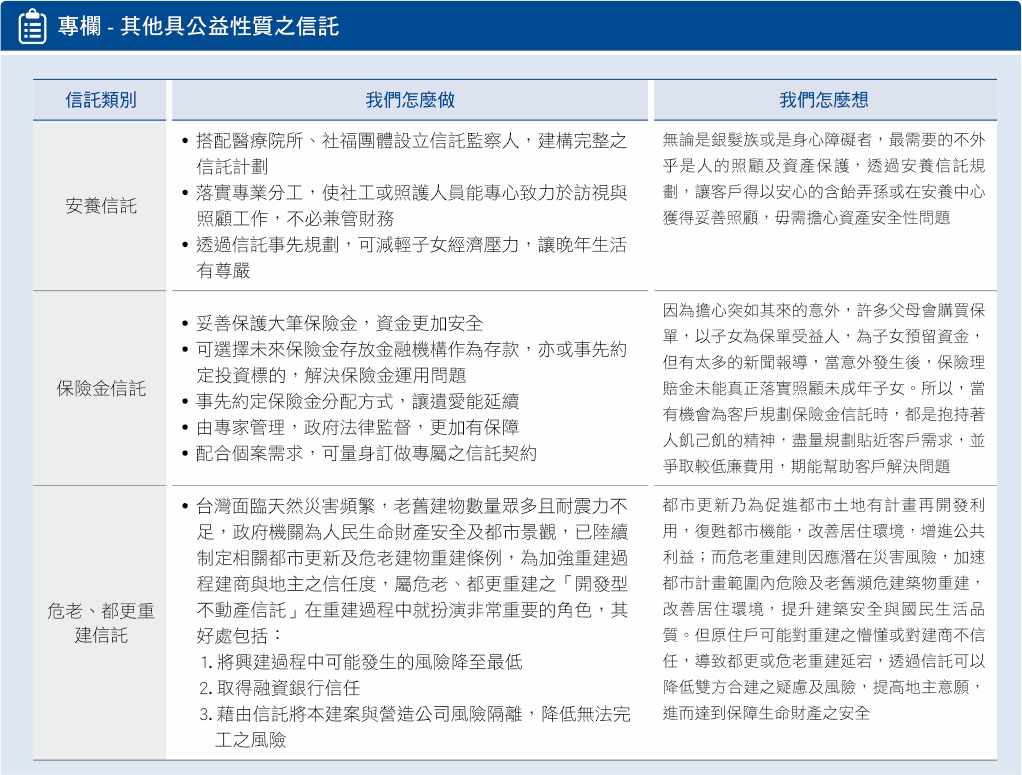 專欄 - 其他具公益性質之信託
信託類別
我們怎麼做
我們怎麼想
安養信託
• 搭配醫療院所、社福團體設立信託監察人，建構完整之
信託計劃
• 落實專業分工，使社工或照護人員能專心致力於訪視與
照顧工作，不必兼管財務
• 透過信託事先規劃，可減輕子女經濟壓力，讓晚年生活
有尊嚴
無論是銀髮族或是身心障礙者，最需要的不外
乎是人的照顧及資產保護，透過安養信託規
劃，讓客戶得以安心的含飴弄孫或在安養中心
獲得妥善照顧，毋需擔心資產安全性問題
保險金信託
• 妥善保護大筆保險金，資金更加安全
• 可選擇未來保險金存放金融機構作為存款，亦或事先約
定投資標的，解決保險金運用問題
• 事先約定保險金分配方式，讓遺愛能延續
• 由專家管理，政府法律監督，更加有保障
• 配合個案需求，可量身訂做專屬之信託契約
因為擔心突如其來的意外，許多父母會購買保
單，以子女為保單受益人，為子女預留資金，
但有太多的新聞報導，當意外發生後，保險理
賠金未能真正落實照顧未成年子女。所以，當
有機會為客戶規劃保險金信託時，都是抱持著
人飢己飢的精神，盡量規劃貼近客戶需求，並
爭取較低廉費用，期能幫助客戶解決問題
危老、都更重
建信託
• 台灣面臨天然災害頻繁，老舊建物數量眾多且耐震力不
足，政府機關為人民生命財產安全及都市景觀，已陸續
制定相關都市更新及危老建物重建條例，為加強重建過
程建商與地主之信任度，屬危老、都更重建之「開發型
不動產信託」在重建過程中就扮演非常重要的角色，其
好處包括：
1. 將興建過程中可能發生的風險降至最低
2. 取得融資銀行信任
3. 藉由信託將本建案與營造公司風險隔離，降低無法完
工之風險
都市更新乃為促進都市土地有計畫再開發利
用，復甦都市機能，改善居住環境，增進公共
利益；而危老重建則因應潛在災害風險，加速
都市計畫範圍內危險及老舊瀕危建築物重建，
改善居住環境，提升建築安全與國民生活品
質。但原住戶可能對重建之懵懂或對建商不信
任，導致都更或危老重建延宕，透過信託可以
降低雙方合建之疑慮及風險，提高地主意願，
進而達到保障生命財產之安全